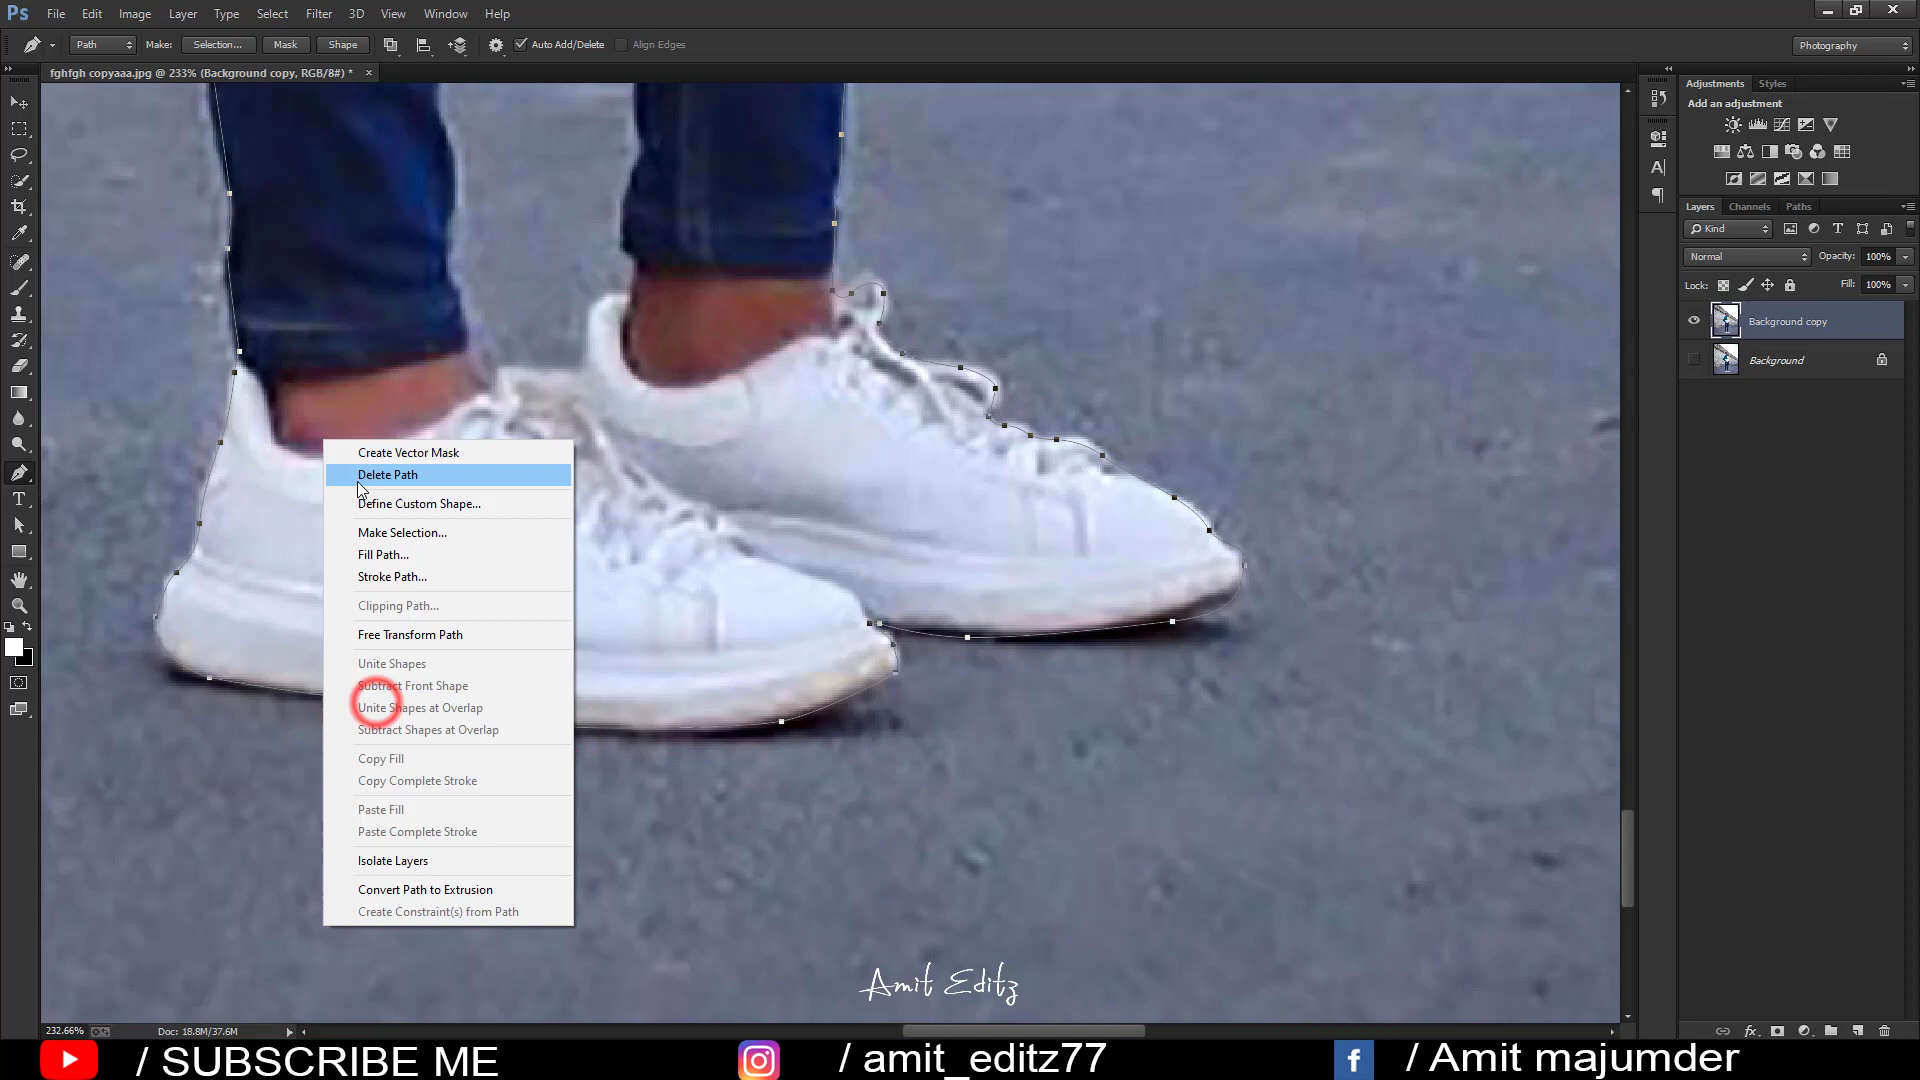 Ps File Edit Image Layer Type Select Filter 3D View Window Help
Path Make: Selection... Mask Shape Auto Add/Delete Align Edges Photography
fghfgh copyaaa.jpg @ 233% (Background copy, RGB/8#) * ×
Adjustments Styles
Add an adjustment
Layers Channels Paths
Kind
Normal Opacity: 100%
Lock: Fill: 100%
Background copy
Background
Create Vector Mask
Delete Path
Define Custom Shape...
Make Selection...
Fill Path...
Stroke Path...
Clipping Path...
Free Transform Path
Unite Shapes
Subtract Front Shape
Unite Shapes at Overlap
Subtract Shapes at Overlap
Copy Fill
Copy Complete Stroke
Paste Fill
Paste Complete Stroke
Isolate Layers
Convert Path to Extrusion
Create Constraint(s) from Path
Amit Editz
232.66% Doc: 18.8M/37.6M
/ SUBSCRIBE ME / amit_editz77 / Amit majumder